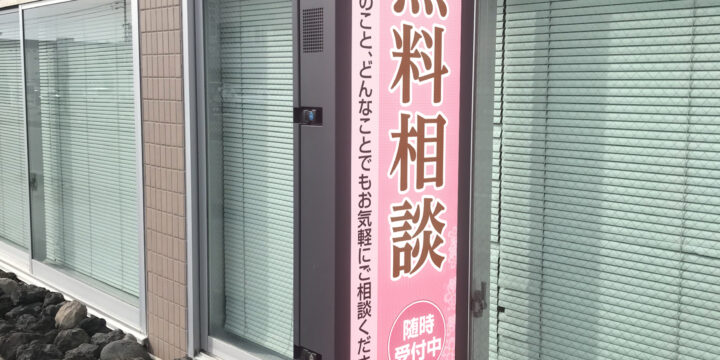 無料相談
のこと、どんなことでもお気軽にご相談くださ
随時
受付中